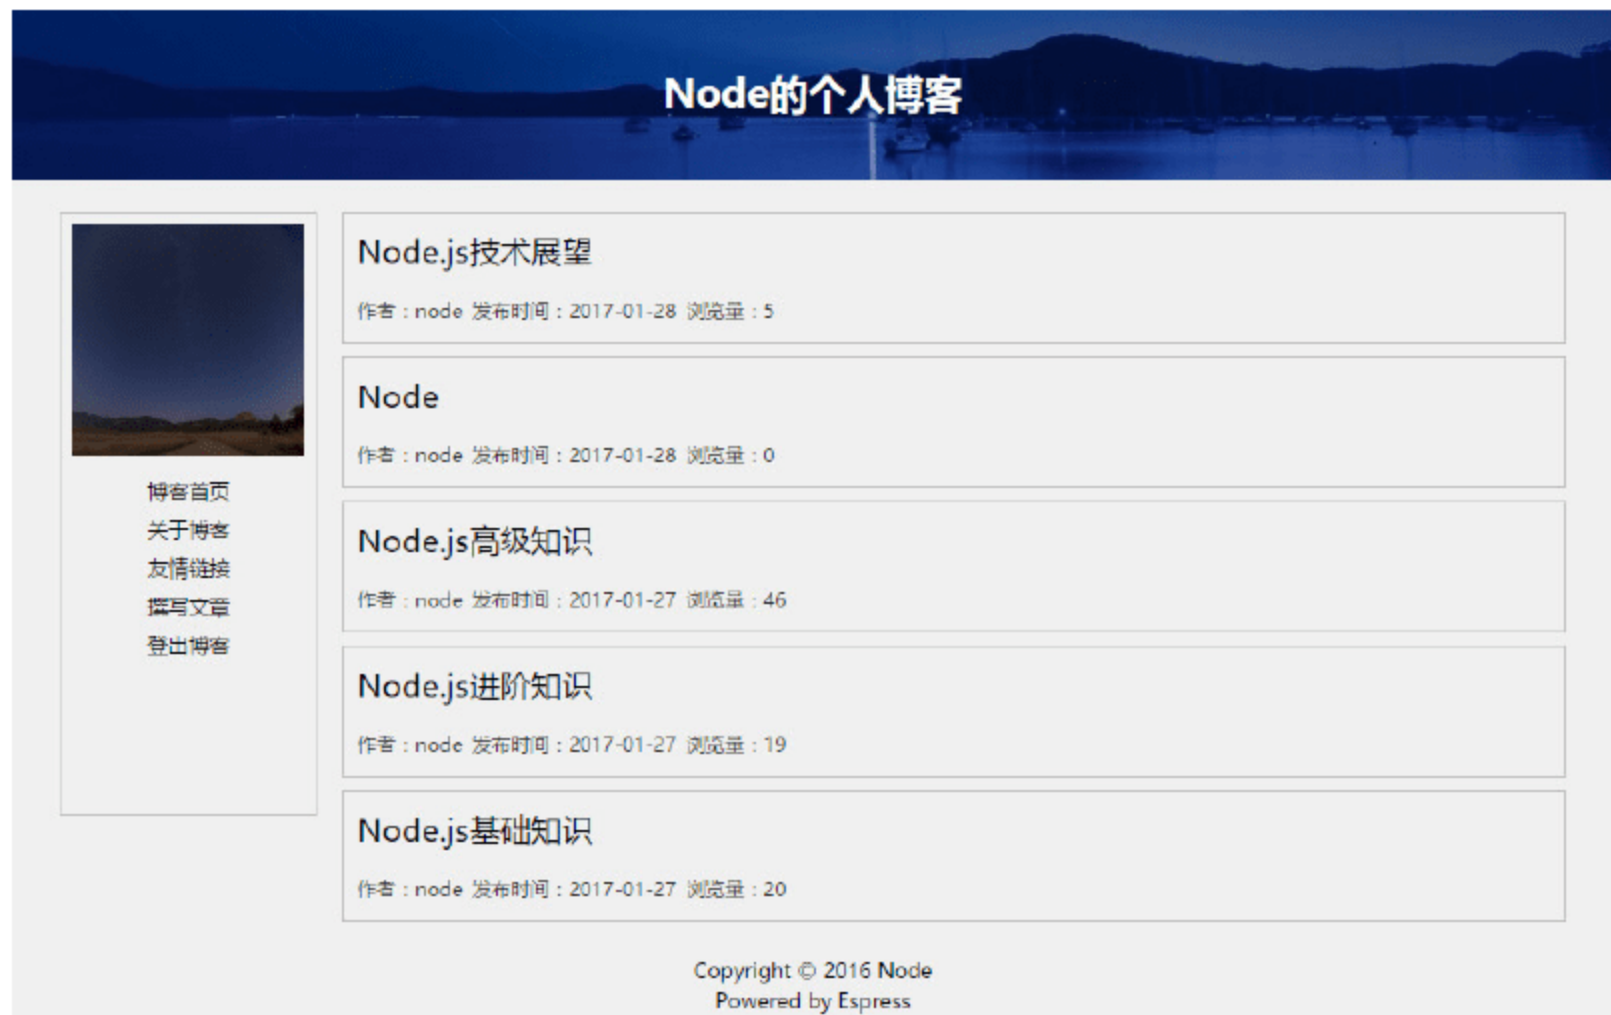 Node的个人博客
博客首页
关于博客
友情链接
撰写文章
登出博客
Node.js技术展望
作者：node 发布时间：2017-01-28 浏览量：5
Node
作者：node 发布时间：2017-01-28 浏览量：0
Node.js高级知识
作者：node 发布时间：2017-01-27 浏览量：46
Node.js进阶知识
作者：node 发布时间：2017-01-27 浏览量：19
Node.js基础知识
作者：node 发布时间：2017-01-27 浏览量：20
Copyright © 2016 Node
Powered by Espress